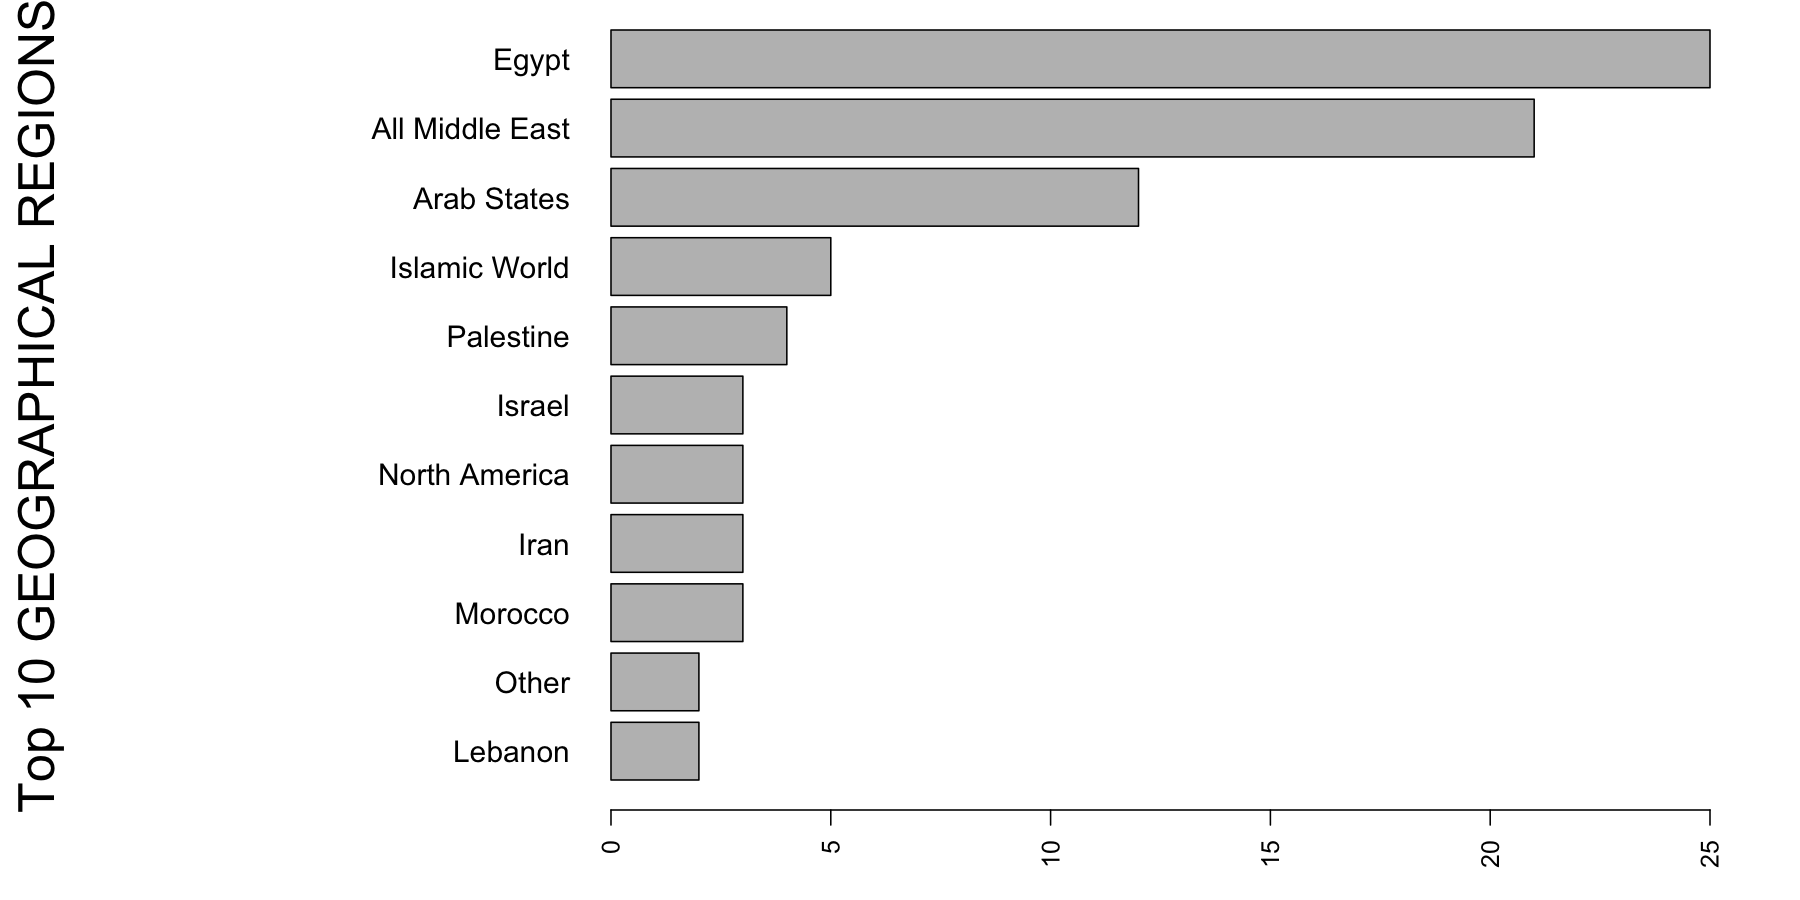 Top 10 GEOGRAPHICAL REGIONS
Egypt
All Middle East
Arab States
Islamic World
Palestine
Israel
North America
Iran
Morocco
Other
Lebanon
0 5 10 15 20 25